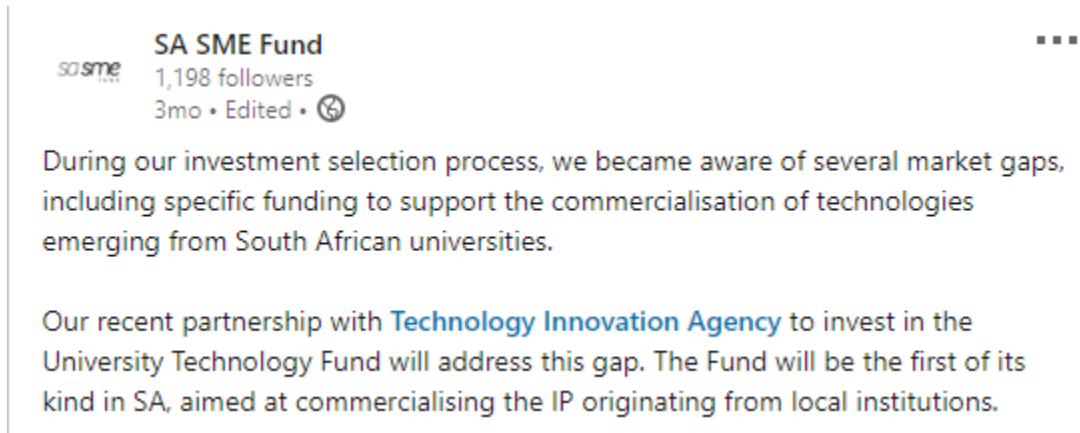 sasme
FUND
SA SME Fund
1,198 followers
3mo • Edited •
During our investment selection process, we became aware of several market gaps,
including specific funding to support the commercialisation of technologies
emerging from South African universities.
Our recent partnership with Technology Innovation Agency to invest in the
University Technology Fund will address this gap. The Fund will be the first of its
kind in SA, aimed at commercialising the IP originating from local institutions.